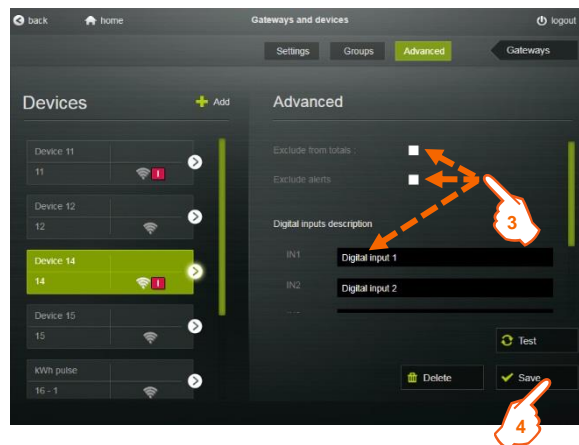 back home Gateways and devices logout
Settings Groups Advanced Gateways
Devices Add Advanced
Device 11
11
Device 12
12
Device 14
14
Device 15
15
kWh pulse
16 - 1
Exclude from totals :
Exclude alerts
Digital inputs description
IN1 Digital input 1
IN2 Digital input 2
Test
Delete Save
3
4